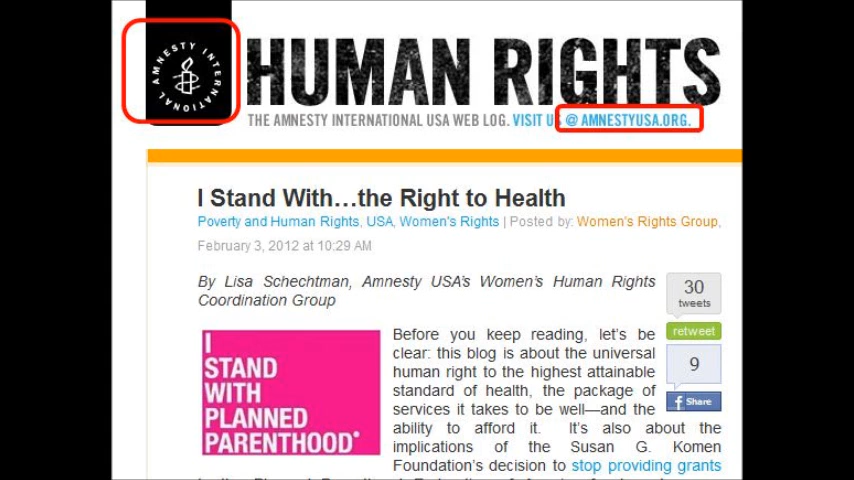 AMNESTY INTERNATIONAL
HUMAN RIGHTS
THE AMNESTY INTERNATIONAL USA WEB LOG. VISIT US @ AMNESTYUSA.ORG.
I Stand With…the Right to Health
Poverty and Human Rights, USA, Women's Rights | Posted by: Women's Rights Group,
February 3, 2012 at 10:29 AM
By Lisa Schechtman, Amnesty USA's Women's Human Rights
Coordination Group
30
tweets
retweet
9
Share
I
STAND
WITH
PLANNED
PARENTHOOD
Before you keep reading, let's be
clear: this blog is about the universal
human right to the highest attainable
standard of health, the package of
services it takes to be well—and the
ability to afford it. It's also about the
implications of the Susan G. Komen
Foundation's decision to stop providing grants